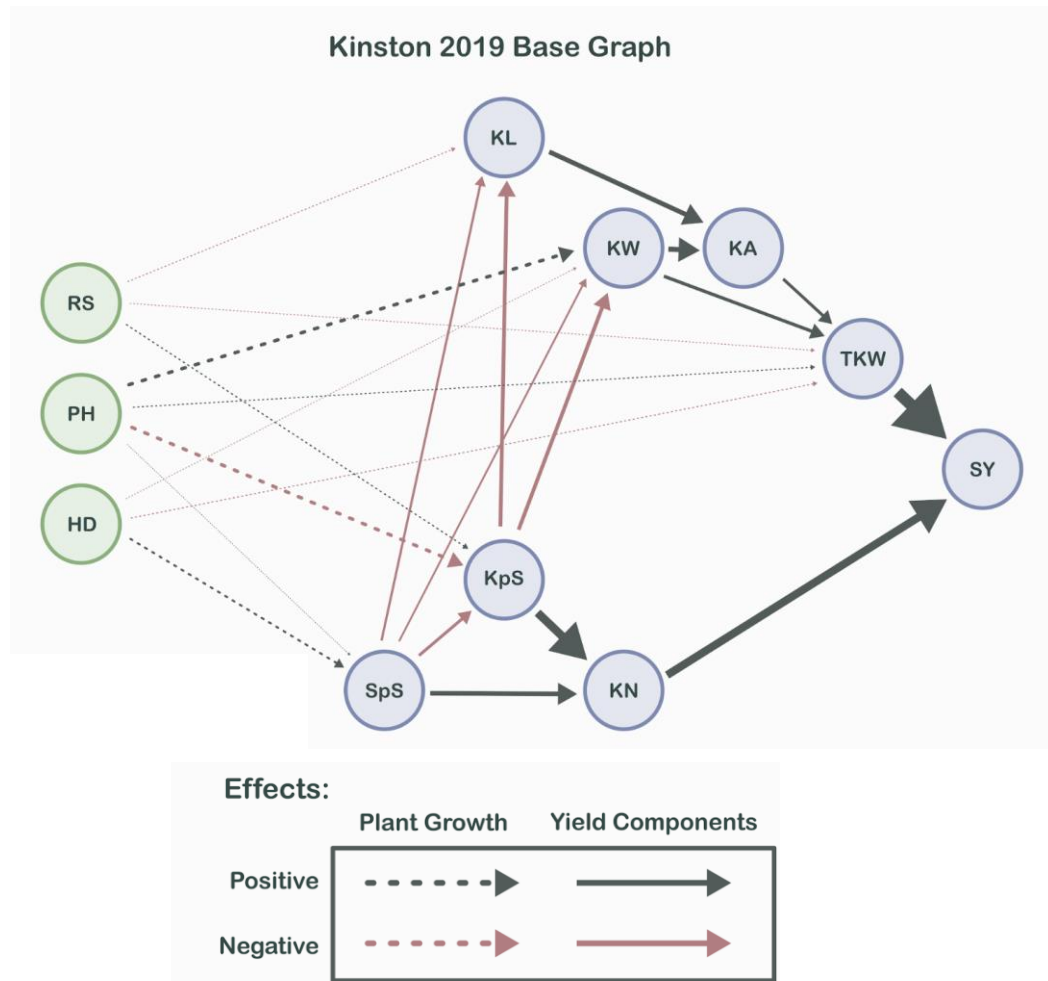 Kinston 2019 Base Graph
KL
KW
KA
RS
TKW
PH
SY
HD
KpS
SpS
KN
Effects:
Plant Growth
Yield Components
Positive
Negative